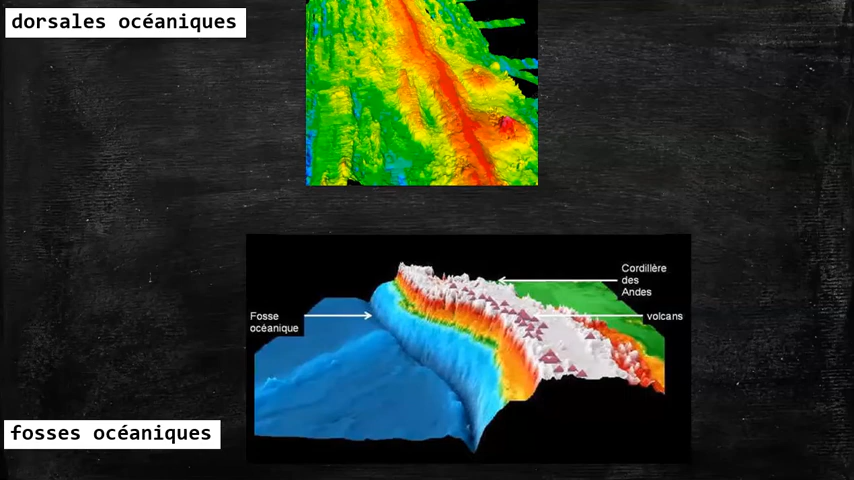 dorsales océaniques
Cordillère
des
Andes
Fosse
océanique
volcans
fosses océaniques